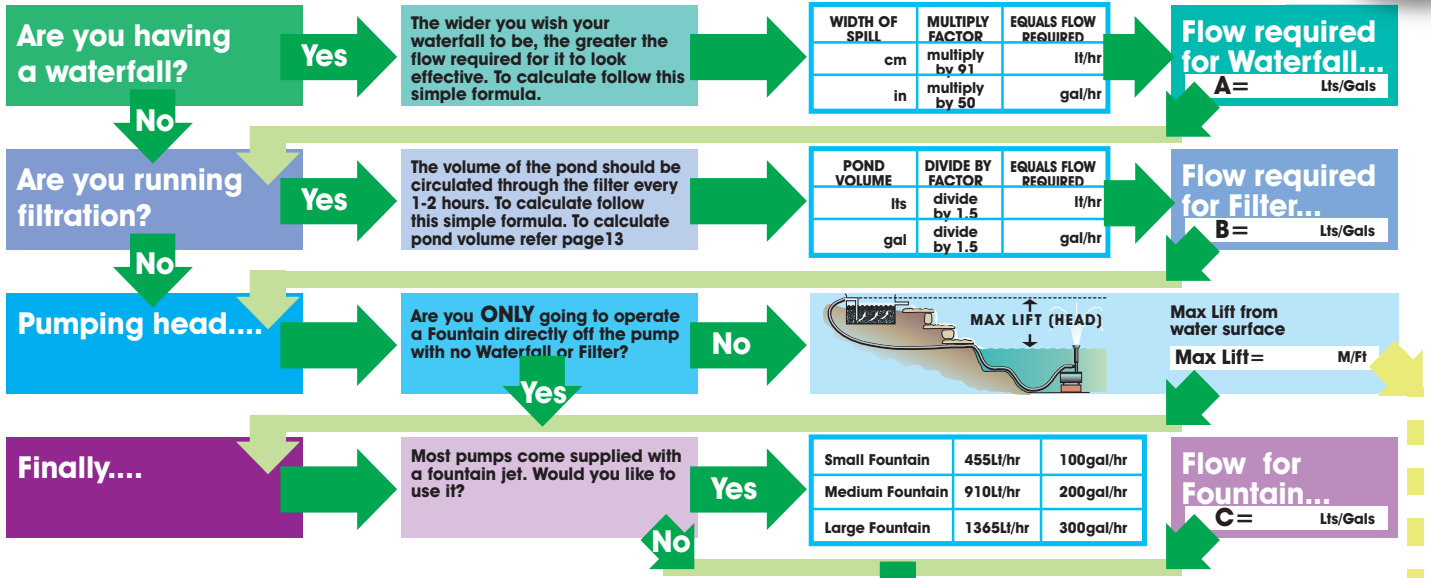 Are you having
a waterfall?
Yes
The wider you wish your
waterfall to be, the greater the
flow required for it to look
effective. To calculate follow this
simple formula.
WIDTH OF
SPILL
MULTIPLY
FACTOR
EQUALS FLOW
REQUIRED
cm
multiply
by 91
lt/hr
in
multiply
by 50
gal/hr
Flow required
for Waterfall...
A= Lts/Gals
No
Are you running
filtration?
Yes
The volume of the pond should be
circulated through the filter every
1-2 hours. To calculate follow
this simple formula. To calculate
pond volume refer page13
POND
VOLUME
DIVIDE BY
FACTOR
EQUALS FLOW
REQUIRED
lts
divide
by 1.5
lt/hr
gal
divide
by 1.5
gal/hr
Flow required
for Filter...
B= Lts/Gals
No
Pumping head....
Are you ONLY going to operate
a Fountain directly off the pump
with no Waterfall or Filter?
No
MAX LIFT (HEAD)
Max Lift from
water surface
Max Lift= M/Ft
Yes
Finally....
Most pumps come supplied with
a fountain jet. Would you like to
use it?
Yes
Small Fountain 455Lt/hr 100gal/hr
Medium Fountain 910Lt/hr 200gal/hr
Large Fountain 1365Lt/hr 300gal/hr
Flow for
Fountain...
C= Lts/Gals
No